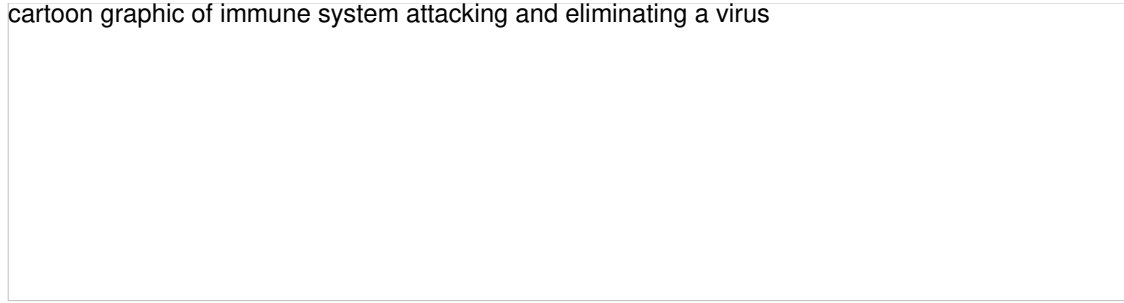 cartoon graphic of immune system attacking and eliminating a virus